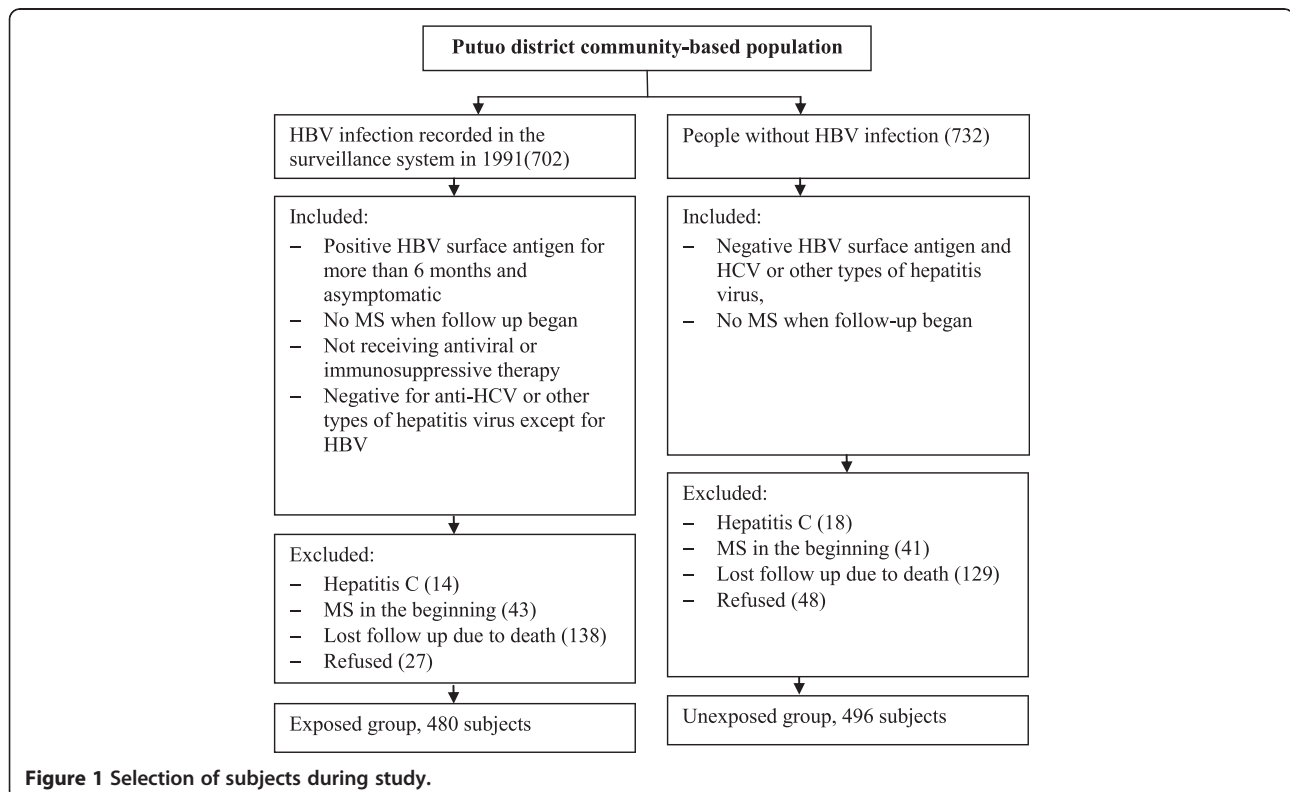 Putuo district community-based population
HBV infection recorded in the
surveillance system in 1991(702)
People without HBV infection (732)
Included:
– Positive HBV surface antigen for
more than 6 months and
asymptomatic
– No MS when follow up began
– Not receiving antiviral or
immunosuppressive therapy
– Negative for anti-HCV or other
types of hepatitis virus except for
HBV
Included:
– Negative HBV surface antigen and
HCV or other types of hepatitis
virus,
– No MS when follow-up began
Excluded:
– Hepatitis C (14)
– MS in the beginning (43)
– Lost follow up due to death (138)
– Refused (27)
Excluded:
– Hepatitis C (18)
– MS in the beginning (41)
– Lost follow up due to death (129)
– Refused (48)
Exposed group, 480 subjects
Unexposed group, 496 subjects
Figure 1 Selection of subjects during study.